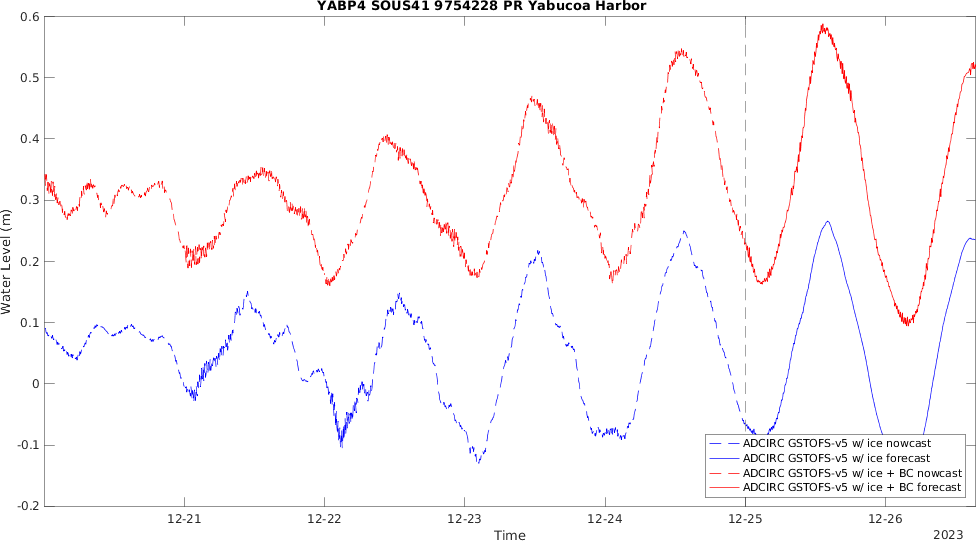 YABP4 SOUS41 9754228 PR Yabucoa Harbor
0.6
0.5
0.4
0.3
0.2
0.1
0
-0.1
-0.2
Water Level (m)
ADCIRC GSTOFS-v5 w/ ice nowcast
ADCIRC GSTOFS-v5 w/ ice forecast
ADCIRC GSTOFS-v5 w/ ice + BC nowcast
ADCIRC GSTOFS-v5 w/ ice + BC forecast
12-21 12-22 12-23 12-24 12-25 12-26
Time
2023